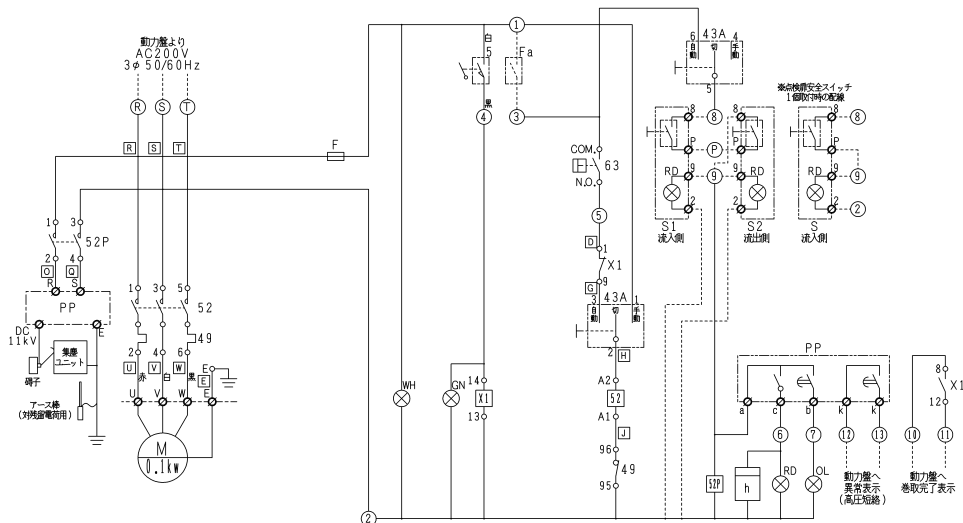 動力盤より
AC200V
3φ 50/60Hz
R
S
T
R
S
T
F
1
3
52P
2
4
O
Q
R
S
PP
DC
11kV
E
集塵
ユニット
碍子
アース棒
(対残留電荷用)
1
3
5
52
49
2
4
6
U
V
W
赤
白
黒
E
E
U
V
W
E
M
0.1kw
2
WH
GN
白
5
黒
4
14
X1
13
1
Fa
3
COM.
63
N.O.
5
D
1
X1
9
G
3
43A
1
自動
切
手動
2
H
A2
52
A1
J
96
49
95
6
43A
4
自動
切
手動
5
8
P
9
2
RD
S1
流入側
8
P
9
8
P
9
2
RD
S2
流出側
※点検扉安全スイッチ
1個取付時の配線
8
P
9
2
RD
S
流入側
8
9
2
PP
a
c
b
k
k
6
7
12
13
52P
h
RD
OL
動力盤へ
異常表示
(高圧短絡)
8
X1
12
10
11
動力盤へ
巻取完了表示